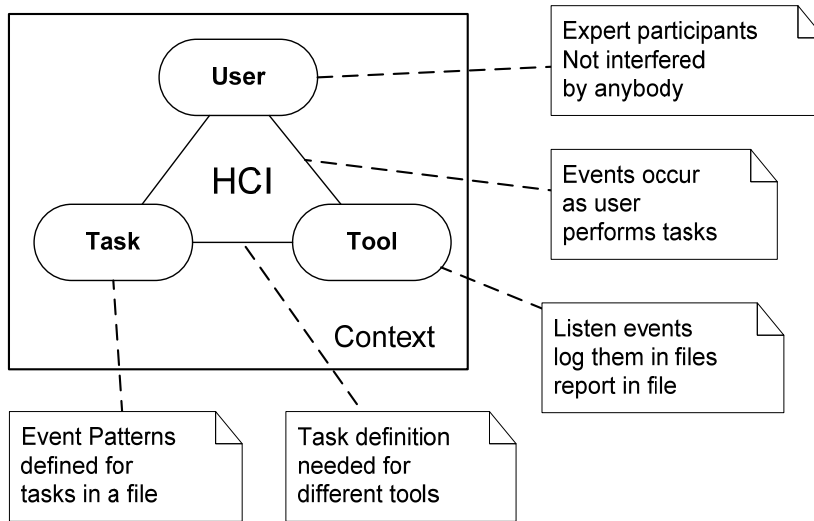 User
HCI
Task
Tool
Context
Expert participants
Not interfered
by anybody
Events occur
as user
performs tasks
Listen events
log them in files
report in file
Event Patterns
defined for
tasks in a file
Task definition
needed for
different tools